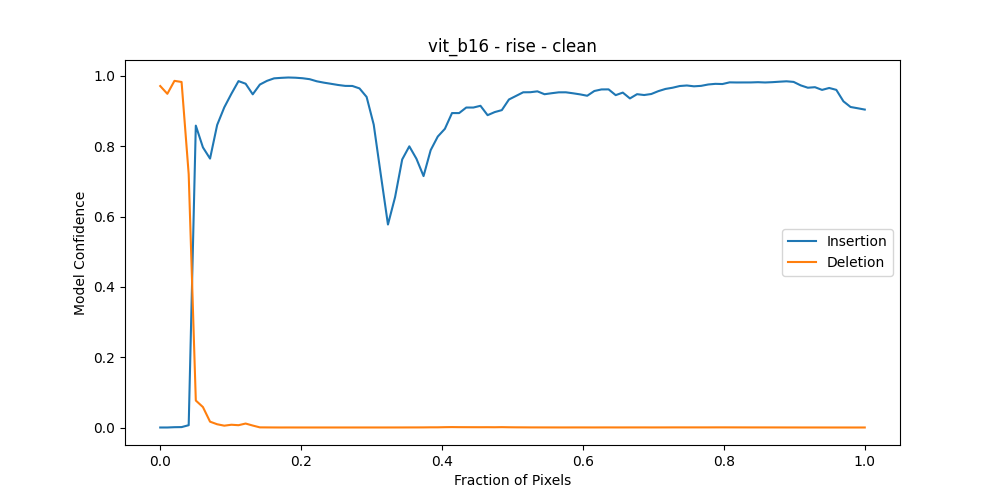 vit_b16 - rise - clean
1.0
0.8
0.6
0.4
0.2
0.0
Model Confidence
Insertion
Deletion
0.0 0.2 0.4 0.6 0.8 1.0
Fraction of Pixels